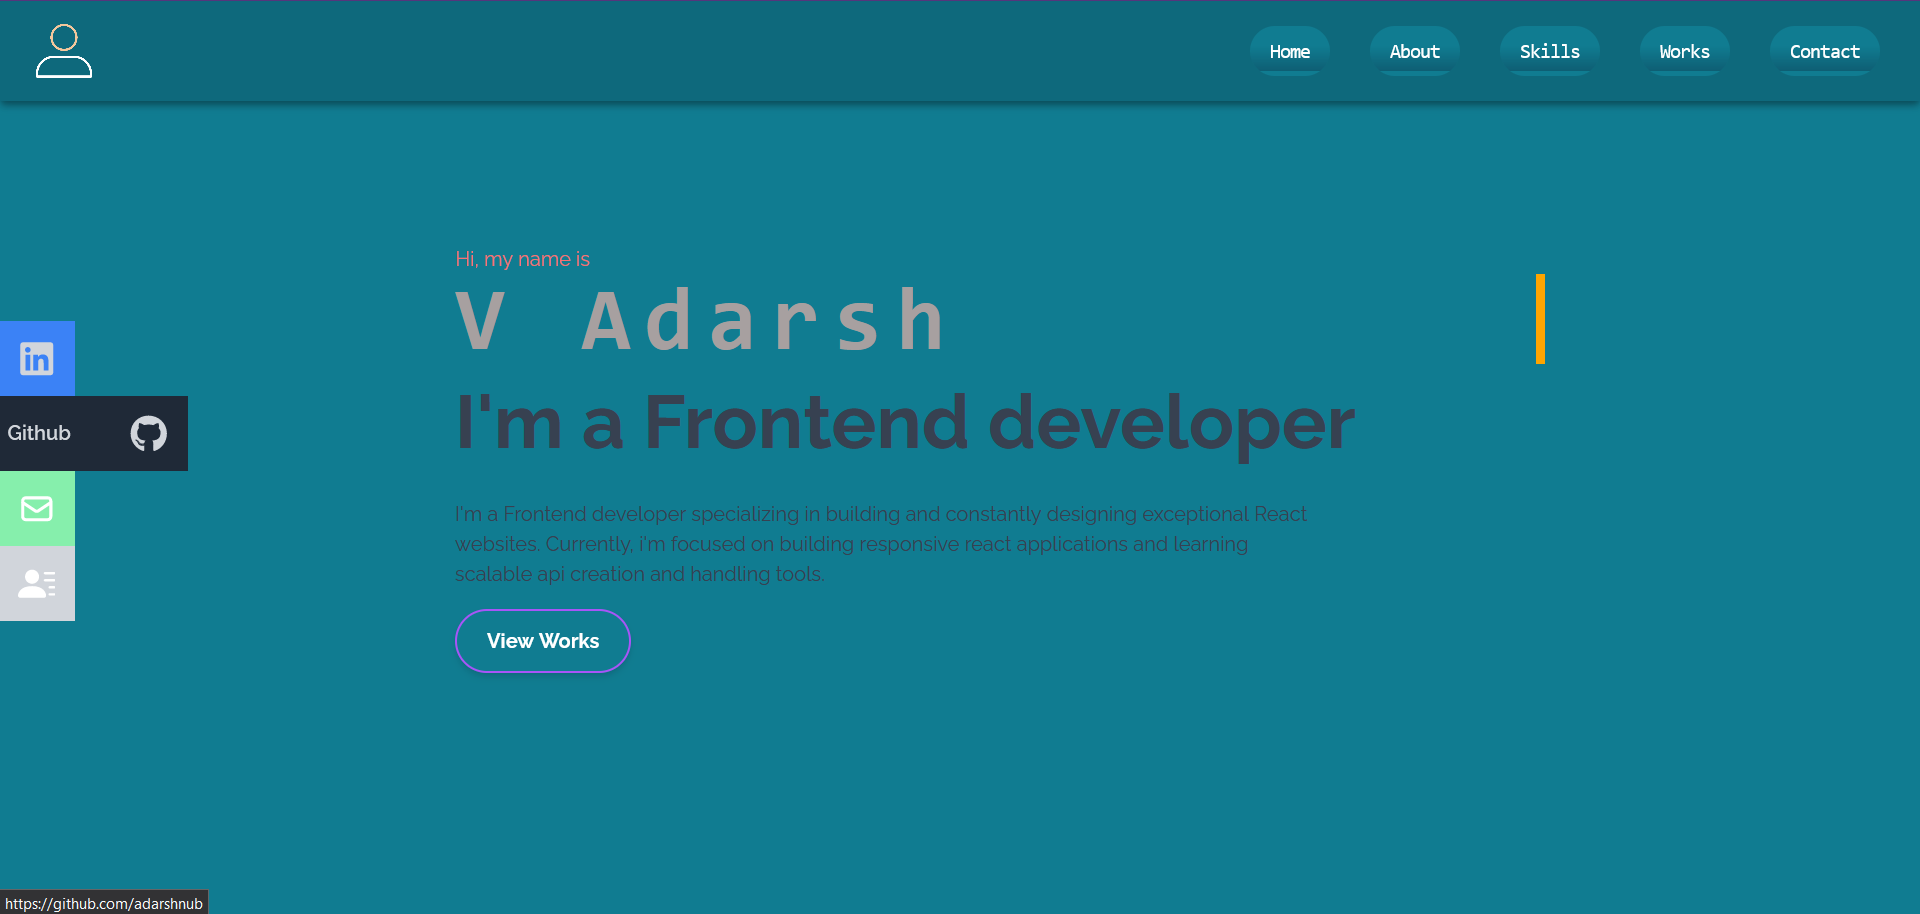 Home About Skills Works Contact
Hi, my name is
V Adarsh
I'm a Frontend developer
I'm a Frontend developer specializing in building and constantly designing exceptional React
websites. Currently, i'm focused on building responsive react applications and learning
scalable api creation and handling tools.
View Works
in
Github
https://github.com/adarshnub